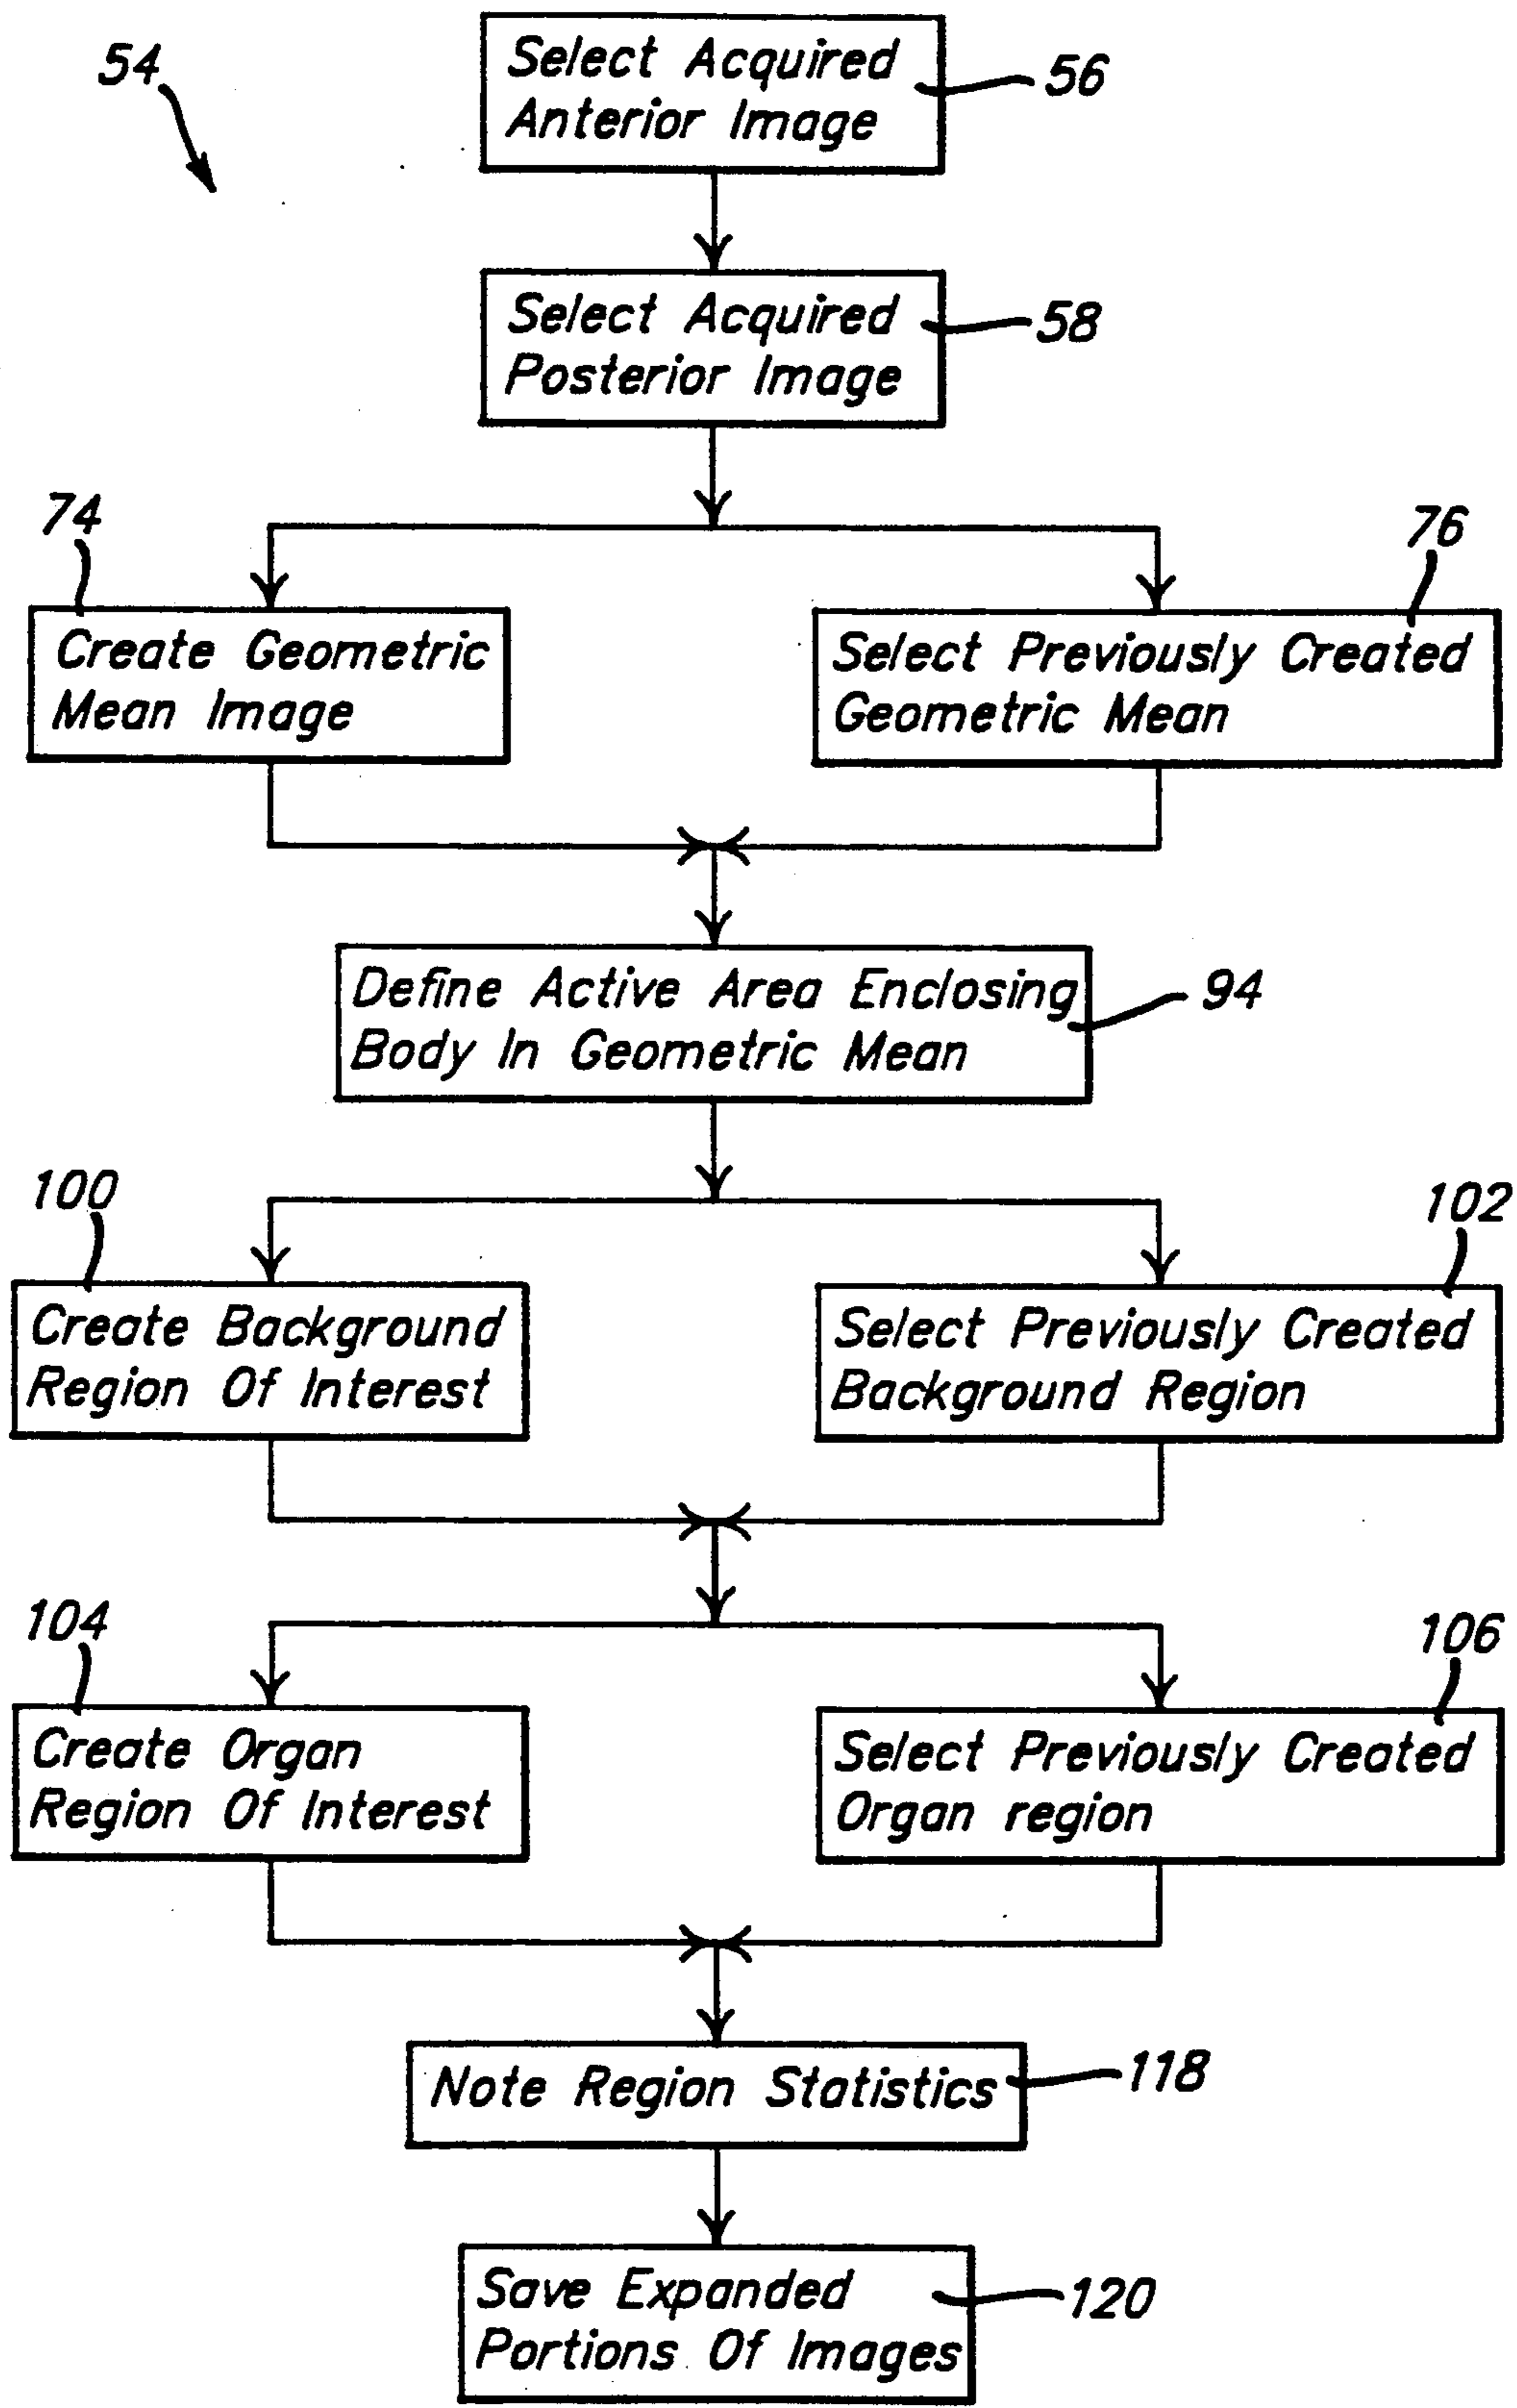 54
Select Acquired
Anterior Image
56
Select Acquired
Posterior Image
58
74
Create Geometric
Mean Image
76
Select Previously Created
Geometric Mean
Define Active Area Enclosing
Body In Geometric Mean
94
100
Create Background
Region Of Interest
102
Select Previously Created
Background Region
104
Create Organ
Region Of Interest
106
Select Previously Created
Organ region
Note Region Statistics
118
Save Expanded
Portions Of Images
120